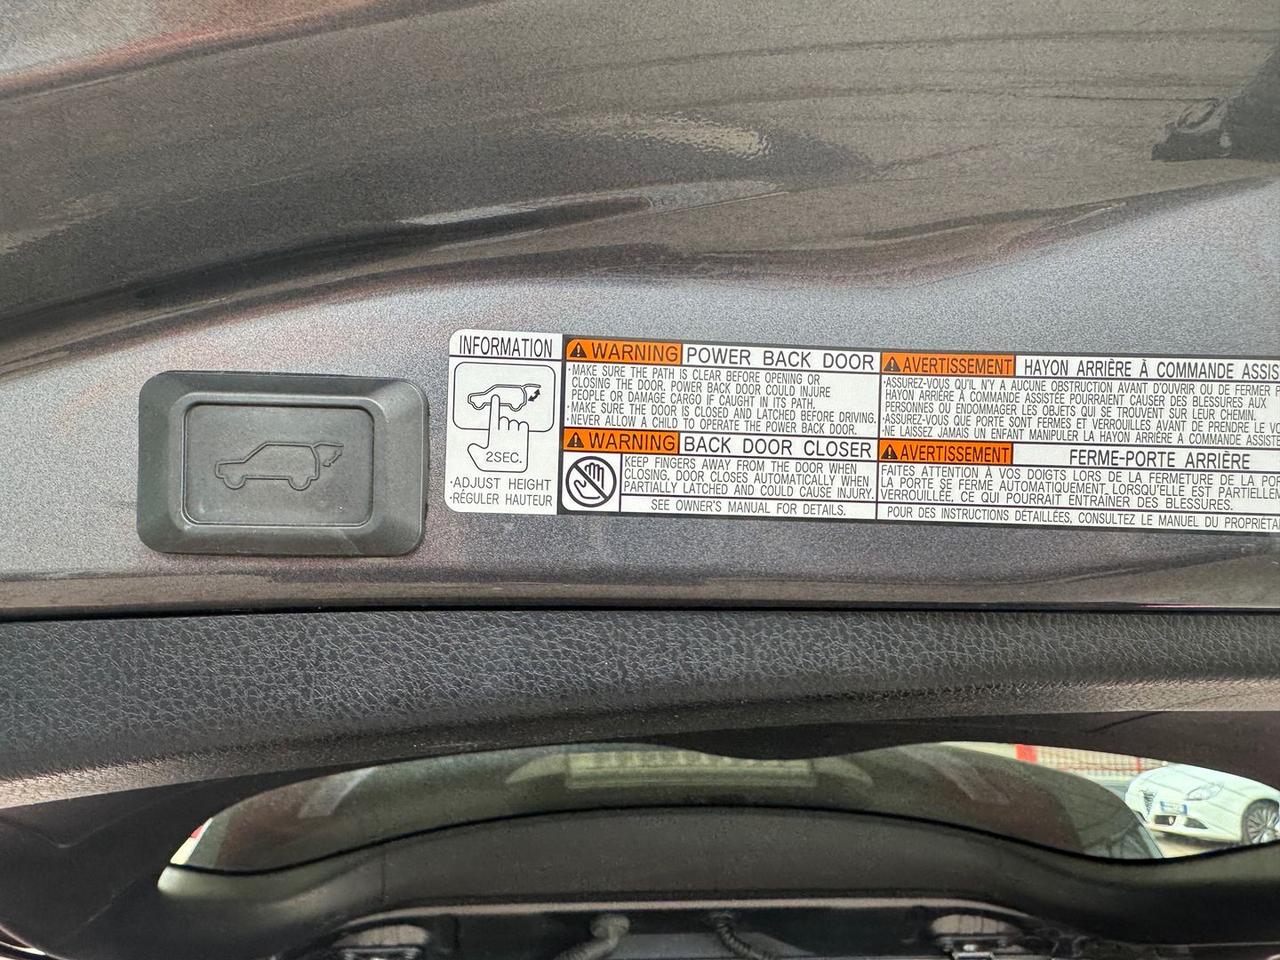 INFORMATION
2SEC.
·ADJUST HEIGHT
·RÉGULER HAUTEUR
WARNING POWER BACK DOOR
·MAKE SURE THE PATH IS CLEAR BEFORE OPENING OR
CLOSING THE DOOR. POWER BACK DOOR COULD INJURE
PEOPLE OR DAMAGE CARGO IF CAUGHT IN ITS PATH.
·MAKE SURE THE DOOR IS CLOSED AND LATCHED BEFORE DRIVING.
·NEVER ALLOW A CHILD TO OPERATE THE POWER BACK DOOR.
WARNING BACK DOOR CLOSER
KEEP FINGERS AWAY FROM THE DOOR WHEN
CLOSING. DOOR CLOSES AUTOMATICALLY WHEN
PARTIALLY LATCHED AND COULD CAUSE INJURY.
SEE OWNER'S MANUAL FOR DETAILS.
AVERTISSEMENT HAYON ARRIÈRE À COMMANDE ASSIS
·ASSUREZ-VOUS QU'IL N'Y A AUCUNE OBSTRUCTION AVANT D'OUVRIR OU DE FERMER
HAYON ARRIÈRE À COMMANDE ASSISTÉE POURRAIENT CAUSER DES BLESSURES AUX
PERSONNES OU ENDOMMAGER LES OBJETS QUI SE TROUVENT SUR LEUR CHEMIN.
·ASSUREZ-VOUS QUE PORTE SONT FERMES ET VERROUILLES AVANT DE PRENDRE LE
·NE LAISSEZ JAMAIS UN ENFANT MANIPULER LA HAYON ARRIÈRE À COMMANDE ASSISTÉ
AVERTISSEMENT FERME-PORTE ARRIÈRE
FAITES ATTENTION À VOS DOIGTS LORS DE LA FERMETURE DE LA
LA PORTE SE FERME AUTOMATIQUEMENT LORSQU'ELLE EST PARTIELLEM
VERROUILLÉE, CE QUI POURRAIT ENTRAÎNER DES BLESSURES.
POUR DES INSTRUCTIONS DÉTAILLÉES, CONSULTEZ LE MANUEL DU PROPRIÉTA